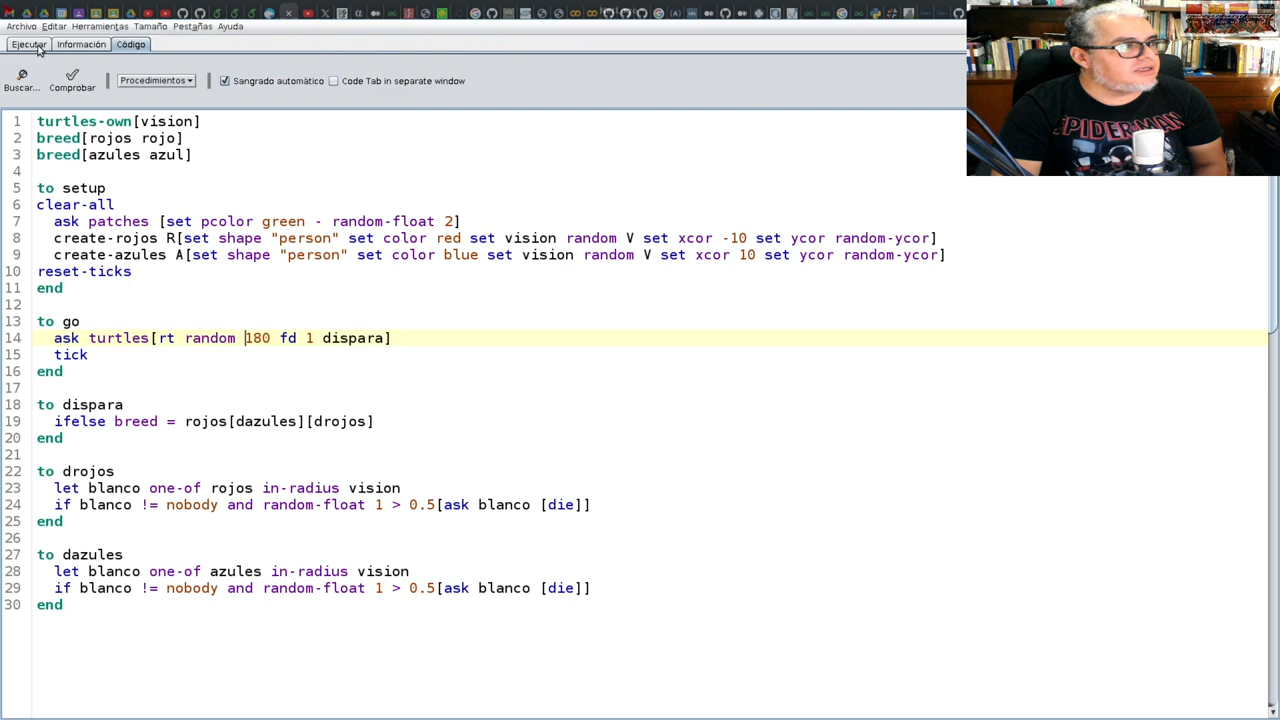 Archivo Editar Herramientas Tamaño Pestañas Ayuda
Ejecutar Información Código
Buscar... Comprobar Procedimientos Sangrado automático Code Tab in separate window
1 turtles-own[vision]
2 breed[rojos rojo]
3 breed[azules azul]
4
5 to setup
6 clear-all
7 ask patches [set pcolor green - random-float 2]
8 create-rojos R[set shape "person" set color red set vision random V set xcor -10 set ycor random-ycor]
9 create-azules A[set shape "person" set color blue set vision random V set xcor 10 set ycor random-ycor]
10 reset-ticks
11 end
12
13 to go
14 ask turtles[rt random 180 fd 1 dispara]
15 tick
16 end
17
18 to dispara
19 ifelse breed = rojos[dazules][drojos]
20 end
21
22 to drojos
23 let blanco one-of rojos in-radius vision
24 if blanco != nobody and random-float 1 > 0.5[ask blanco [die]]
25 end
26
27 to dazules
28 let blanco one-of azules in-radius vision
29 if blanco != nobody and random-float 1 > 0.5[ask blanco [die]]
30 end
SPIDER-MAN